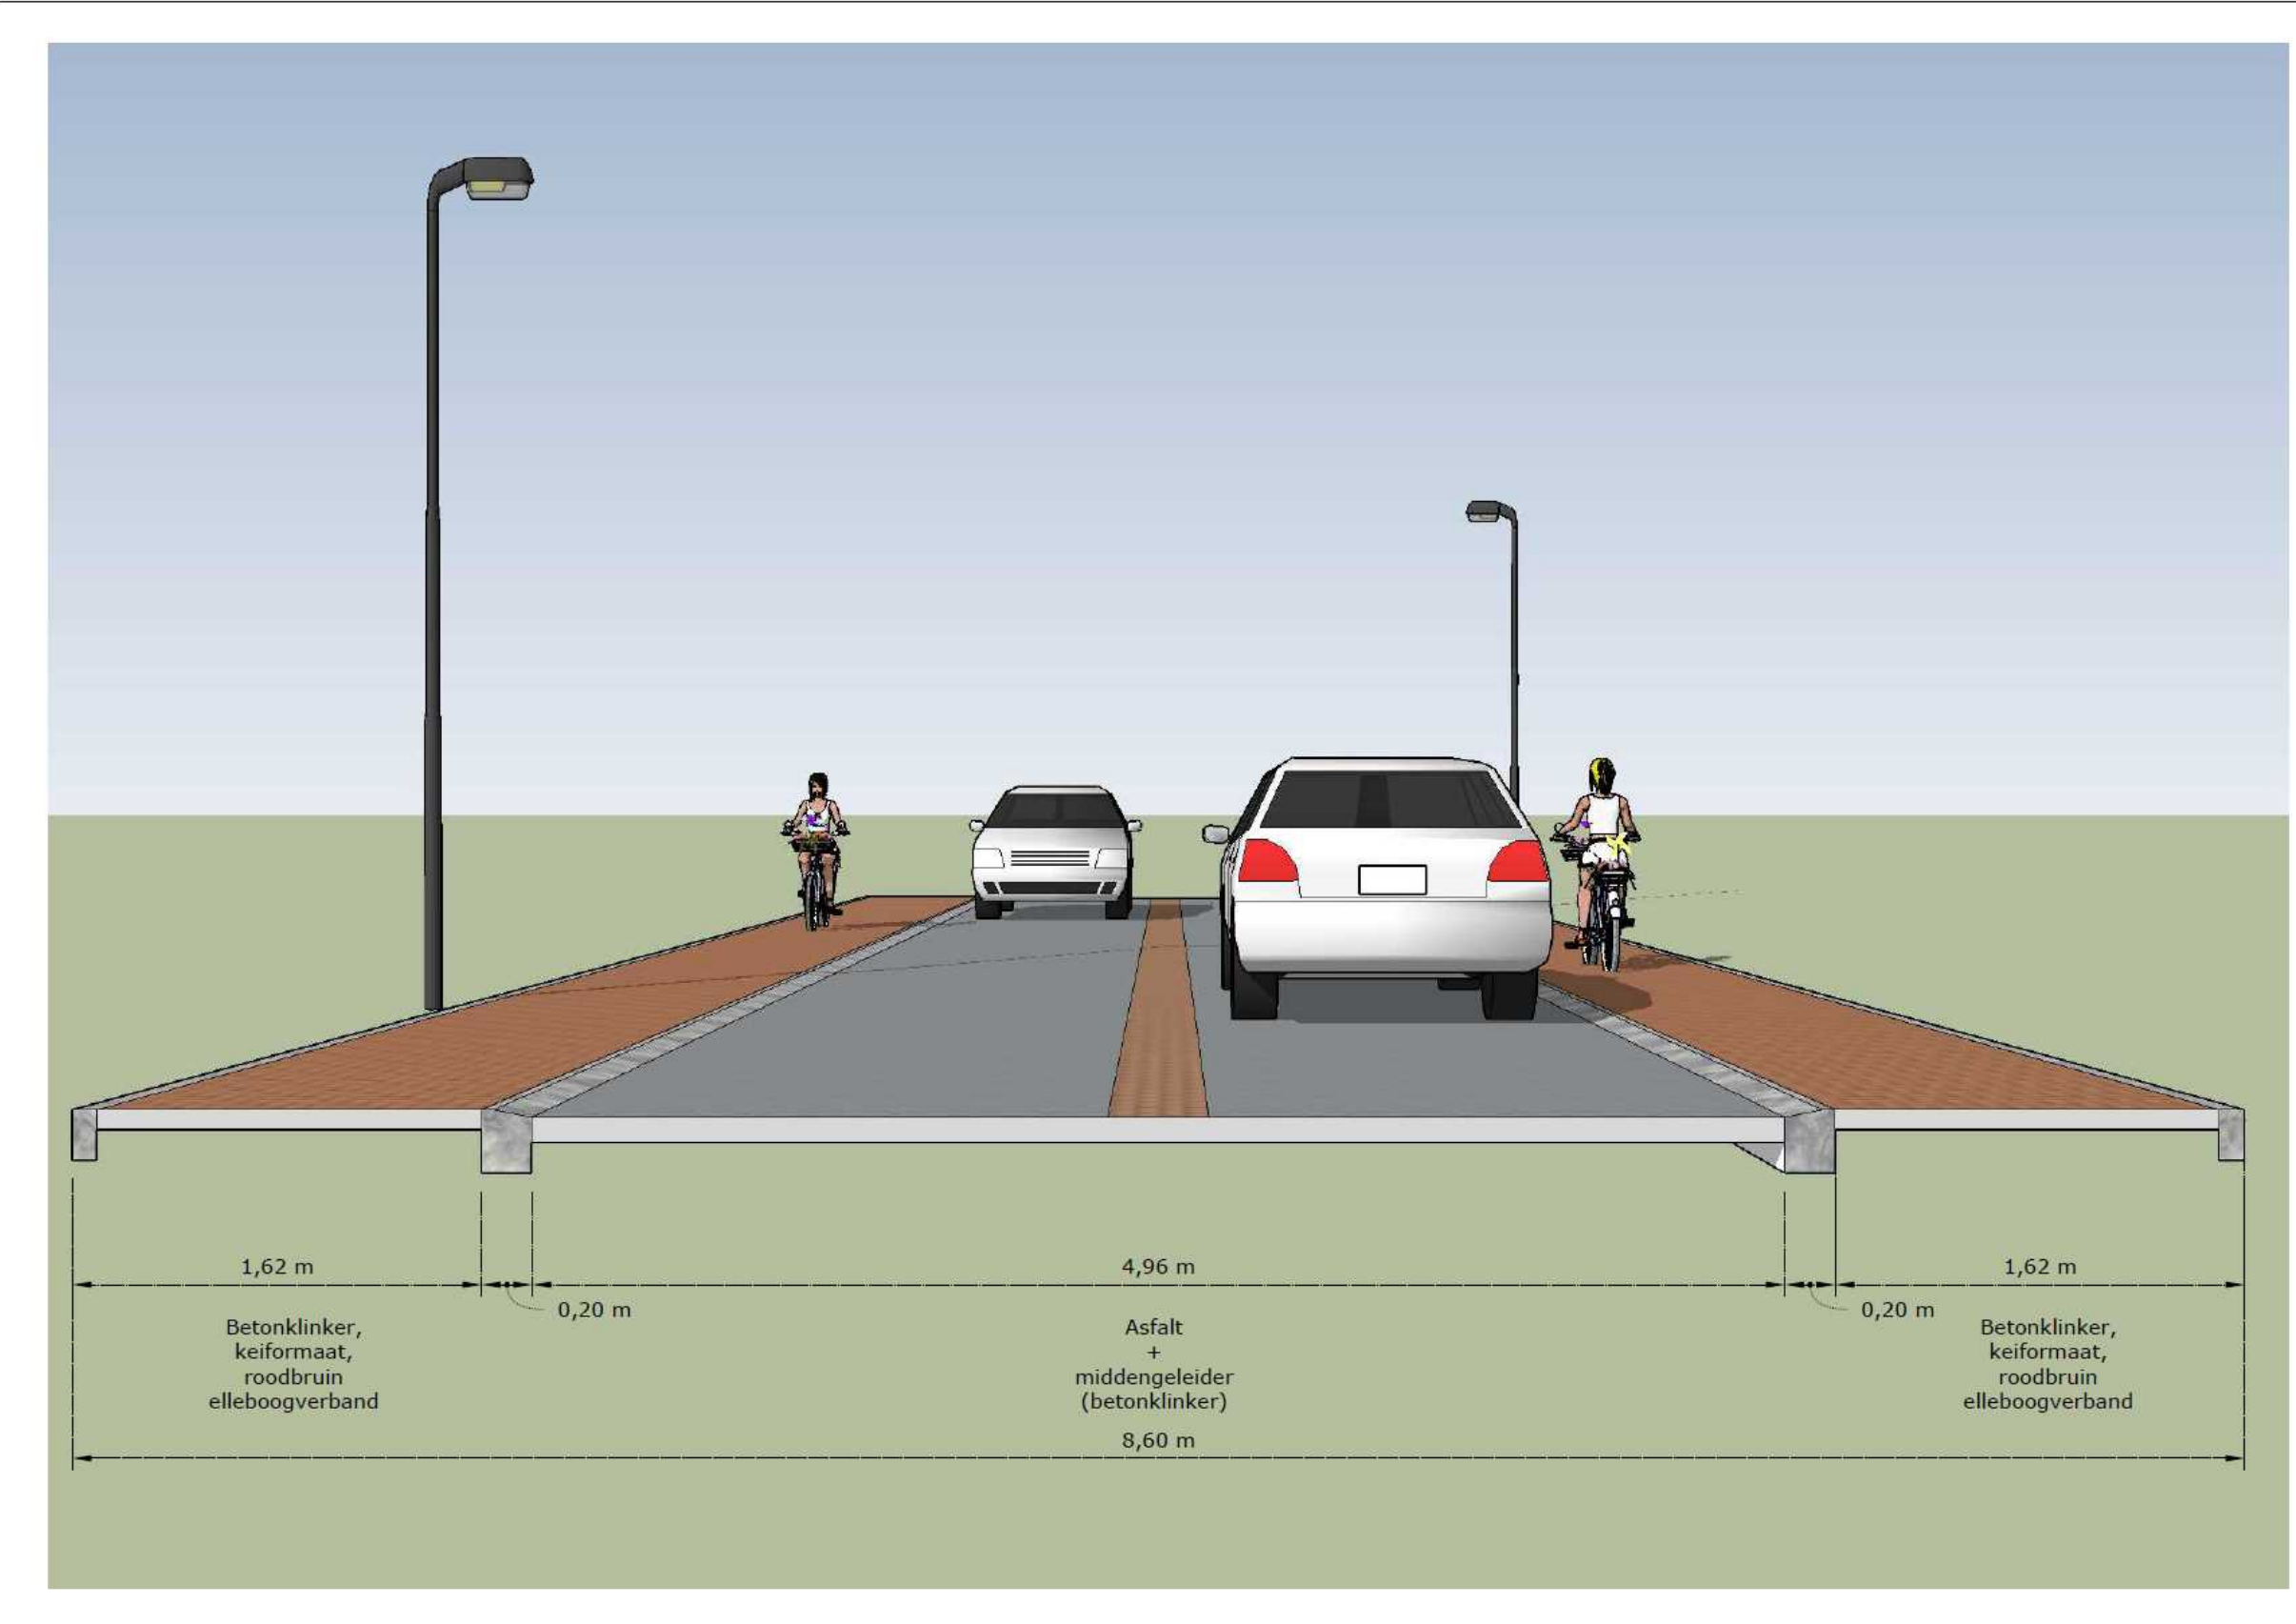 1,62 m
4,96 m
1,62 m
0,20 m
0,20 m
Betonklinker,
keiformaat,
roodbruin
elleboogverband
Asfalt
+
middengeleider
(betonklinker)
Betonklinker,
keiformaat,
roodbruin
elleboogverband
8,60 m